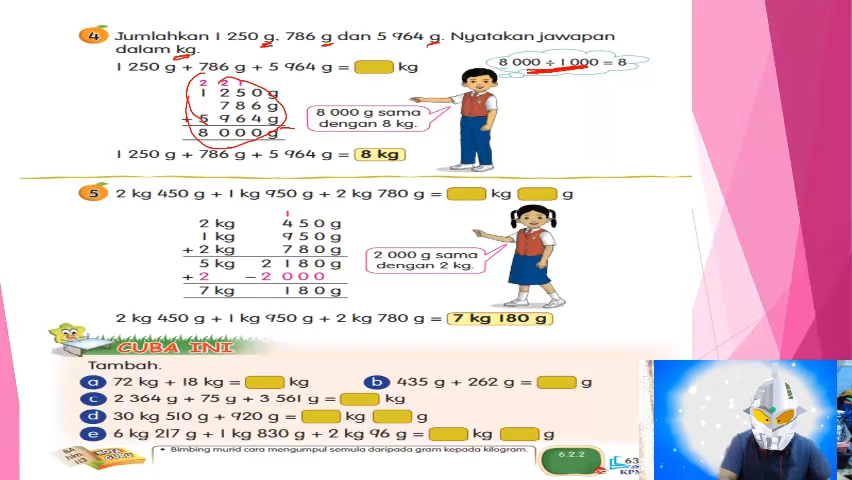 4 Jumlahkan 1 250 g, 786 g dan 5 964 g. Nyatakan jawapan
dalam kg.
1 250 g + 786 g + 5 964 g = kg
8 000 ÷ 1 000 = 8
2 2 1
1 2 5 0 g
7 8 6 g
+ 5 9 6 4 g
8 0 0 0 g
8 000 g sama
dengan 8 kg.
1 250 g + 786 g + 5 964 g = 8 kg
5 2 kg 450 g + 1 kg 950 g + 2 kg 780 g = kg g
1
2 kg 4 5 0 g
1 kg 9 5 0 g
+ 2 kg 7 8 0 g
5 kg 2 1 8 0 g
+ 2 − 2 0 0 0
7 kg 1 8 0 g
2 000 g sama
dengan 2 kg.
2 kg 450 g + 1 kg 950 g + 2 kg 780 g = 7 kg 180 g
CUBA INI
Tambah.
a 72 kg + 18 kg = kg
b 435 g + 262 g = g
c 2 364 g + 75 g + 3 561 g = kg
d 30 kg 510 g + 920 g = kg g
e 6 kg 217 g + 1 kg 830 g + 2 kg 96 g = kg g
BA
hlm
113
NOTA
GURU
• Bimbing murid cara mengumpul semula daripada gram kepada kilogram.
6.2.2
63
KPM